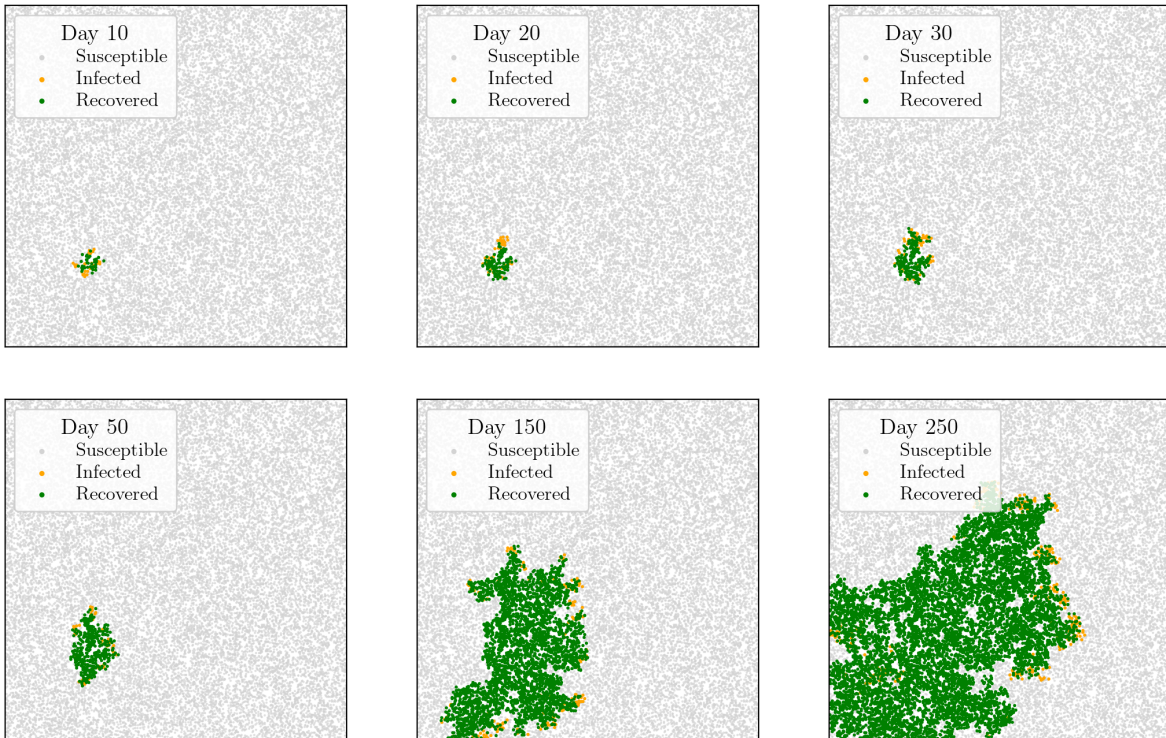 Day 10
Susceptible
Infected
Recovered
Day 20
Susceptible
Infected
Recovered
Day 30
Susceptible
Infected
Recovered
Day 50
Susceptible
Infected
Recovered
Day 150
Susceptible
Infected
Recovered
Day 250
Susceptible
Infected
Recovered